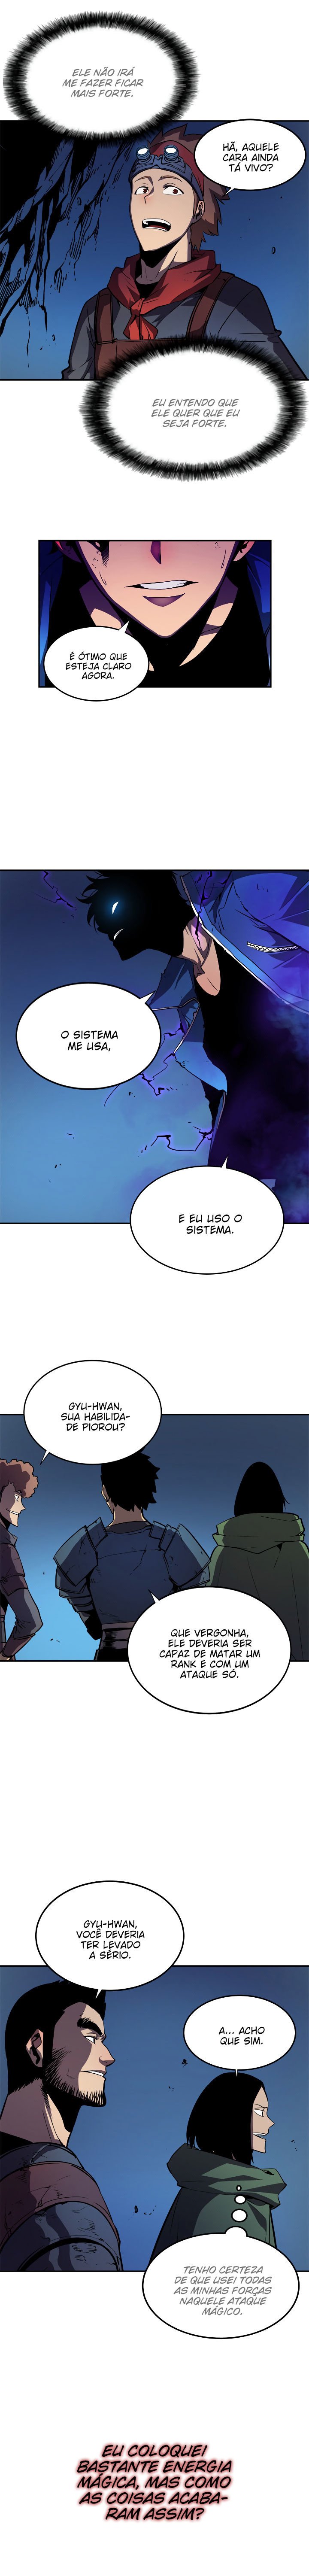 ELE NÃO IRÁ
ME FAZER FICAR
MAIS FORTE.
HÃ, AQUELE
CARA AINDA
TÁ VIVO?
EU ENTENDO QUE
ELE QUER QUE EU
SEJA FORTE.
É ÓTIMO QUE
ESTEJA CLARO
AGORA.
O SISTEMA
ME USA,
E EU USO O
SISTEMA.
GYU-HWAN,
SUA HABILIDA-
DE PIOROU?
QUE VERGONHA,
ELE DEVERIA SER
CAPAZ DE MATAR UM
RANK E COM UM
ATAQUE SÓ.
GYU-HWAN,
VOCÊ DEVERIA
TER LEVADO
A SÉRIO.
A... ACHO
QUE SIM.
TENHO CERTEZA
DE QUE USEI TODAS
AS MINHAS FORÇAS
NAQUELE ATAQUE
MÁGICO.
EU COLOQUEI
BASTANTE ENERGIA
MÁGICA, MAS COMO
AS COISAS ACABA-
RAM ASSIM?